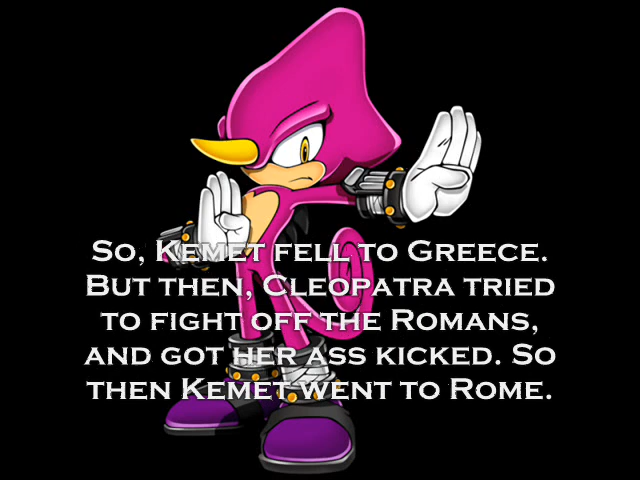 So, Kemet fell to Greece.
But then, Cleopatra tried
to fight off the Romans,
and got her ass kicked. So
then Kemet went to Rome.